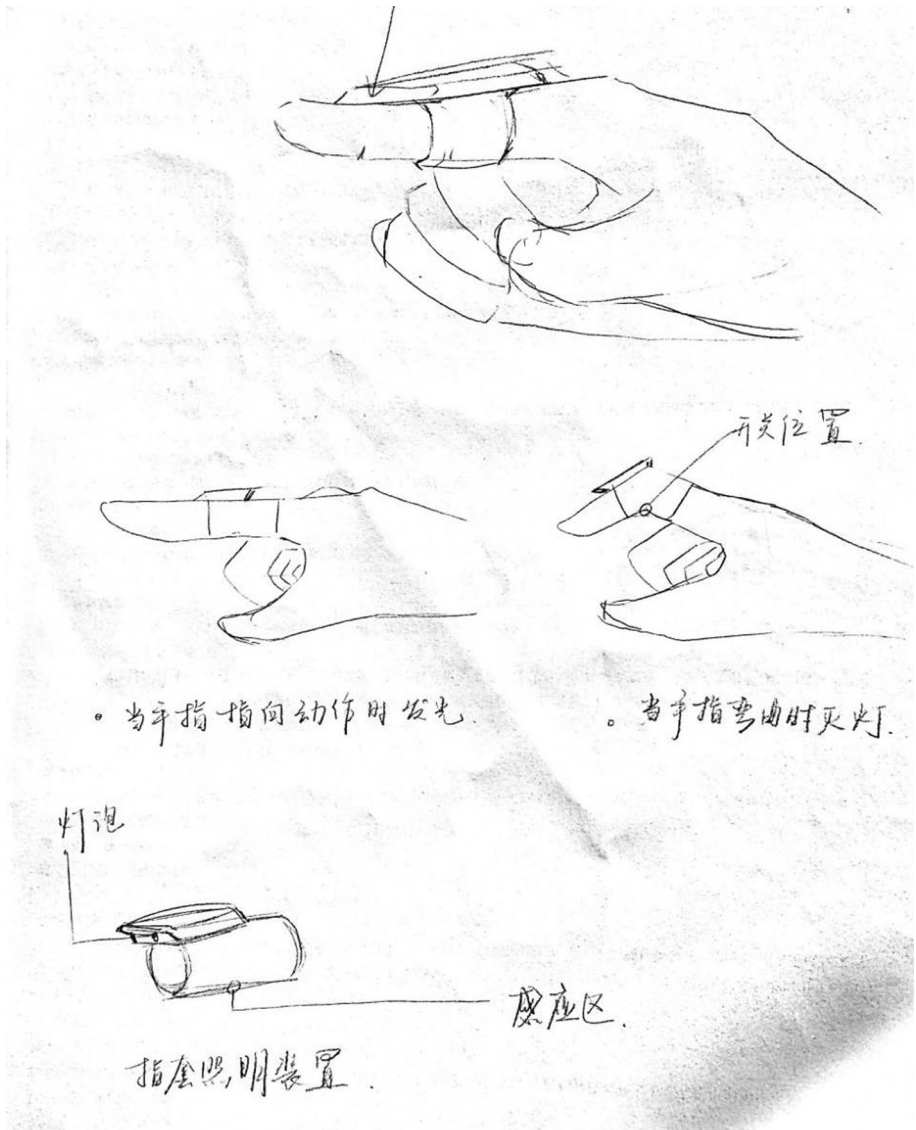 开关位置.
。当手指指向动作时发光.
。当手指弯曲时灭灯.
灯泡
感应区.
指套照明装置.